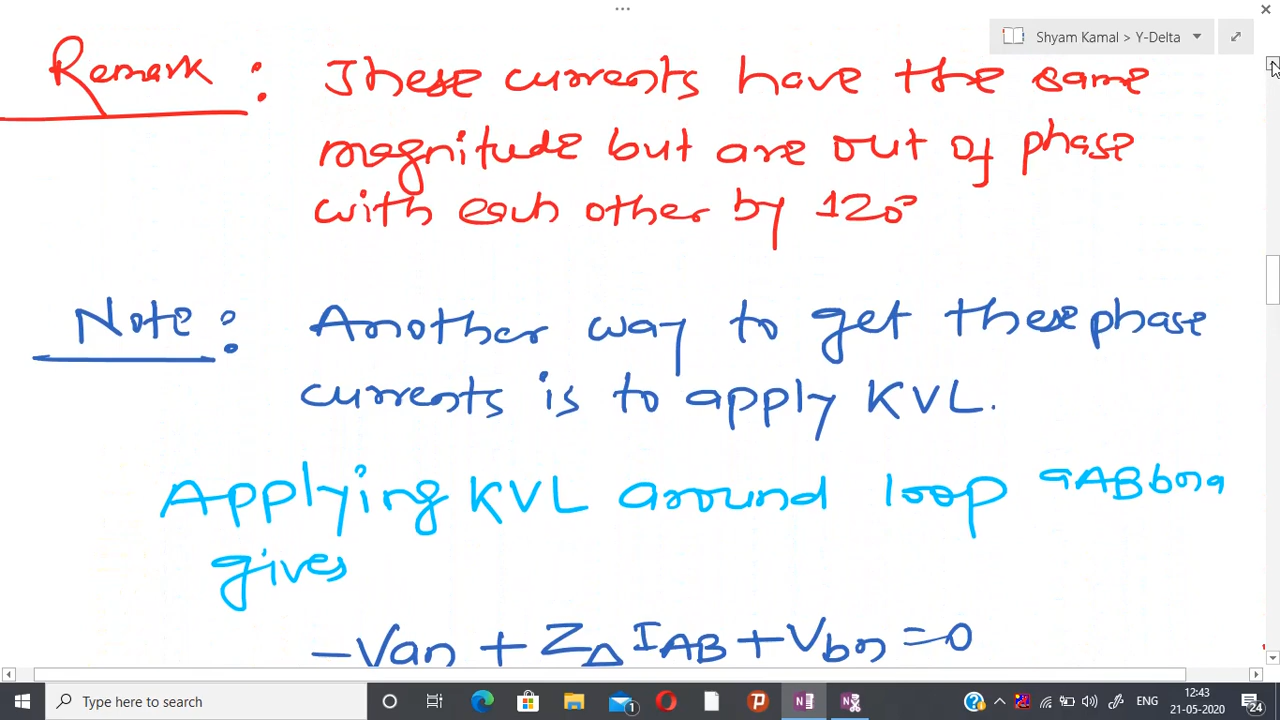 Shyam Kamal > Y-Delta
Remark : These currents have the same
magnitude but are out of phase
with each other by 120°
Note : Another way to get these phase
currents is to apply KVL.
Applying KVL around loop aABbna
gives
-Van + ZΔ IAB + Vbn = 0
Type here to search
1
ENG
12:43
21-05-2020
24